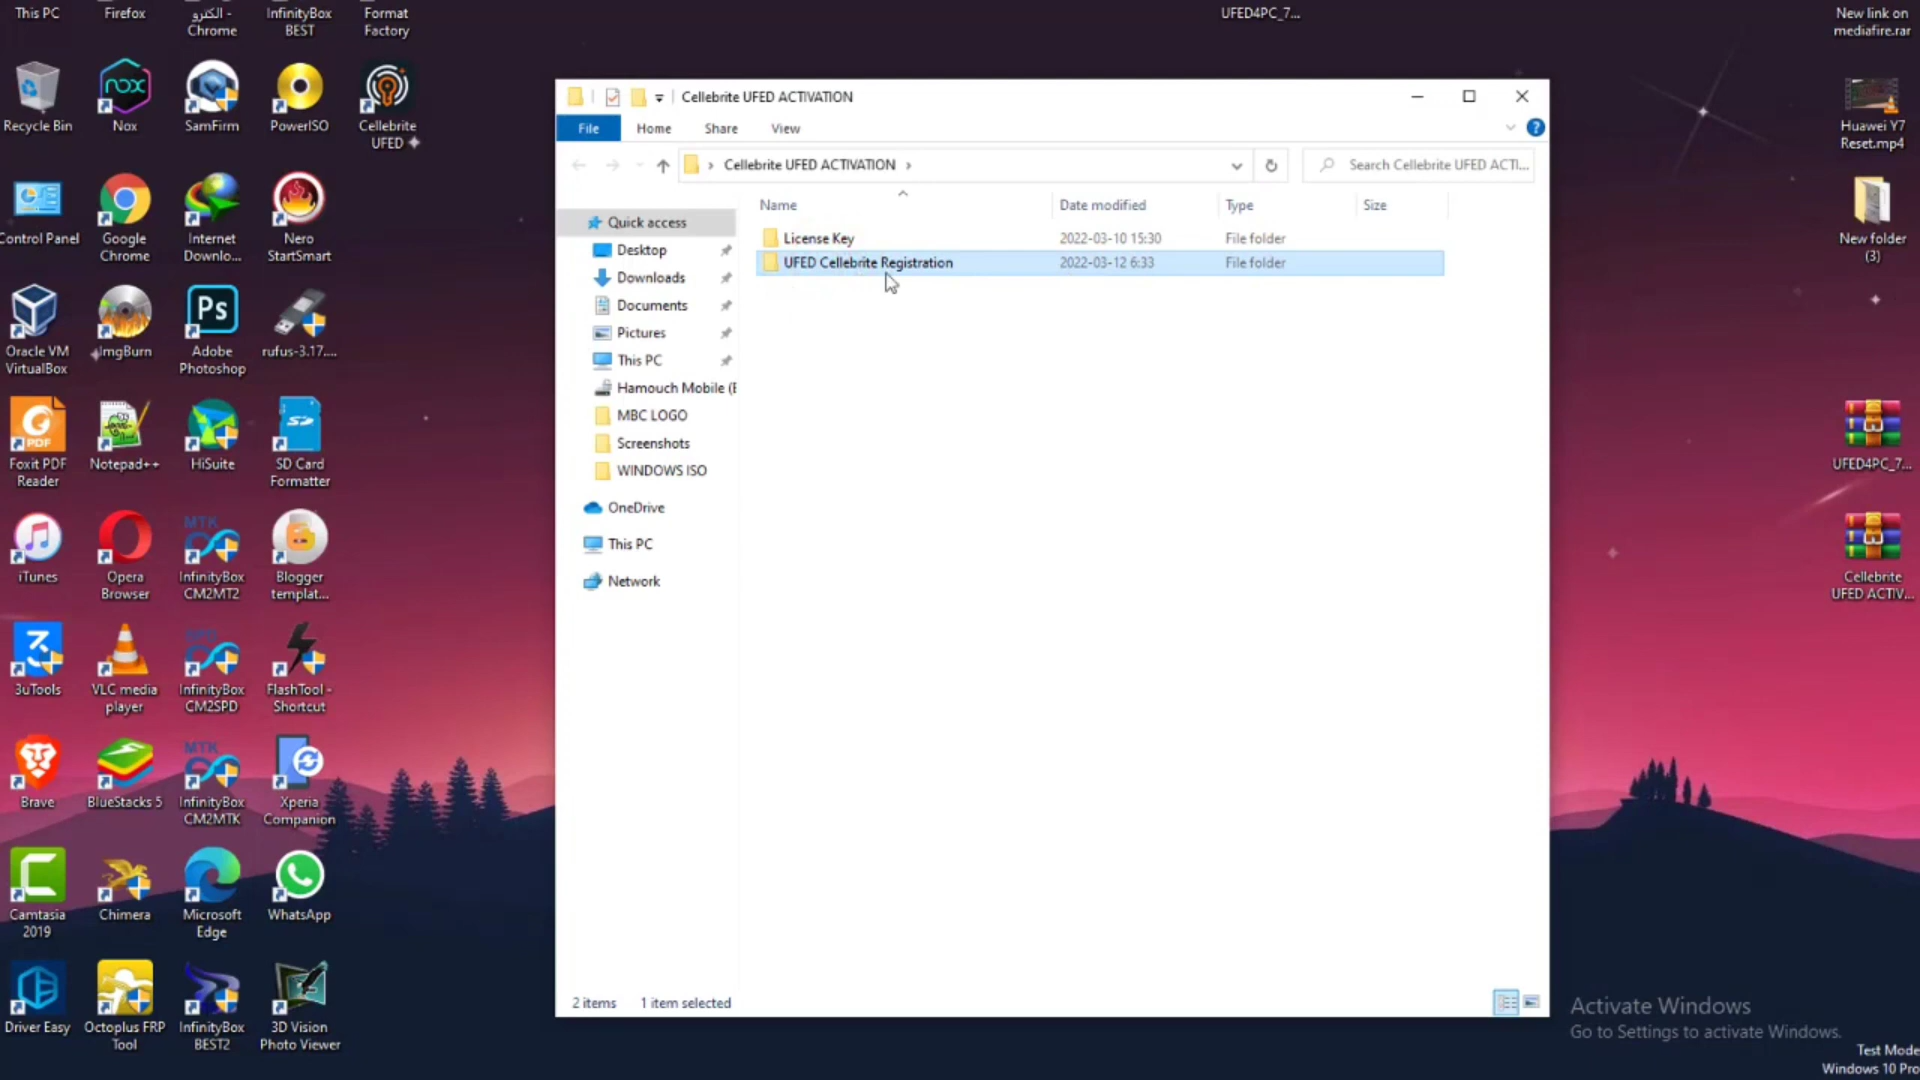 This PC
Firefox
الكترو -
Chrome
InfinityBox
BEST
Format
Factory
UFED4PC_7...
New link on
mediafire.rar
Recycle Bin
nox
Nox
SamFirm
PowerISO
Cellebrite
UFED
Huawei Y7
Reset.mp4
Control Panel
Google
Chrome
Internet
Downlo...
Nero
StartSmart
New folder
(3)
Oracle VM
VirtualBox
ImgBurn
Ps
Adobe
Photoshop
rufus-3.17....
PDF
Foxit PDF
Reader
Notepad++
HiSuite
SD Card
Formatter
UFED4PC_7...
iTunes
Opera
Browser
MTK
InfinityBox
CM2MT2
Blogger
templat...
Cellebrite
UFED ACTIV...
3uTools
VLC media
player
SPD
InfinityBox
CM2SPD
FlashTool -
Shortcut
Brave
BlueStacks 5
MTK
InfinityBox
CM2MTK
Xperia
Companion
Camtasia
2019
Chimera
Microsoft
Edge
WhatsApp
Driver Easy
Octoplus FRP
Tool
InfinityBox
BEST2
3D Vision
Photo Viewer
Cellebrite UFED ACTIVATION
File Home Share View
Cellebrite UFED ACTIVATION
Search Cellebrite UFED ACTI...
Name Date modified Type Size
License Key 2022-03-10 15:30 File folder
UFED Cellebrite Registration 2022-03-12 6:33 File folder
Quick access
Desktop
Downloads
Documents
Pictures
This PC
Hamouch Mobile (E
MBC LOGO
Screenshots
WINDOWS ISO
OneDrive
This PC
Network
2 items 1 item selected
Activate Windows
Go to Settings to activate Windows.
Test Mode
Windows 10 Pro